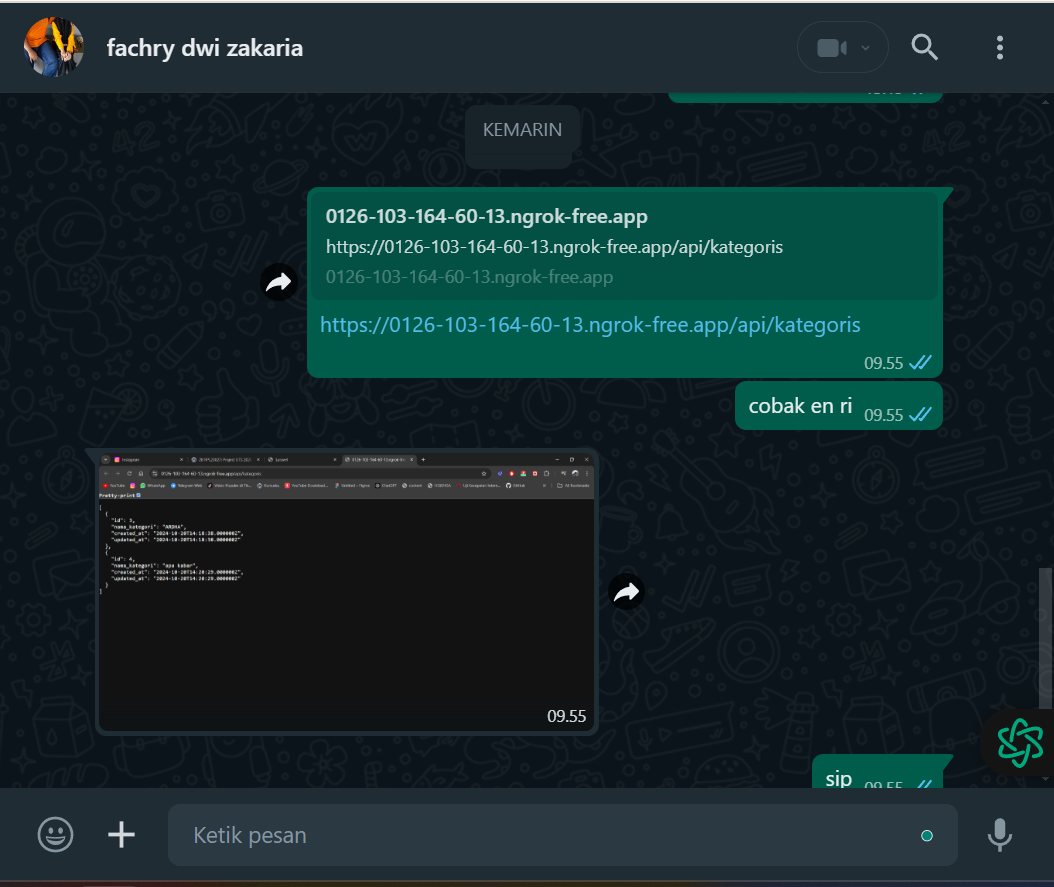 fachry dwi zakaria
KEMARIN
0126-103-164-60-13.ngrok-free.app
https://0126-103-164-60-13.ngrok-free.app/api/kategoris
0126-103-164-60-13.ngrok-free.app
https://0126-103-164-60-13.ngrok-free.app/api/kategoris
09.55
cobak en ri
09.55
Pretty-print
[
{
"id": 3,
"nama_kategori": "ARDHA",
"created_at": "2024-10-20T14:18:38.000000Z",
"updated_at": "2024-10-20T14:18:38.000000Z"
},
{
"id": 4,
"nama_kategori": "apa kabar",
"created_at": "2024-10-20T14:20:29.000000Z",
"updated_at": "2024-10-20T14:20:29.000000Z"
}
]
09.55
sip
09.55
Ketik pesan